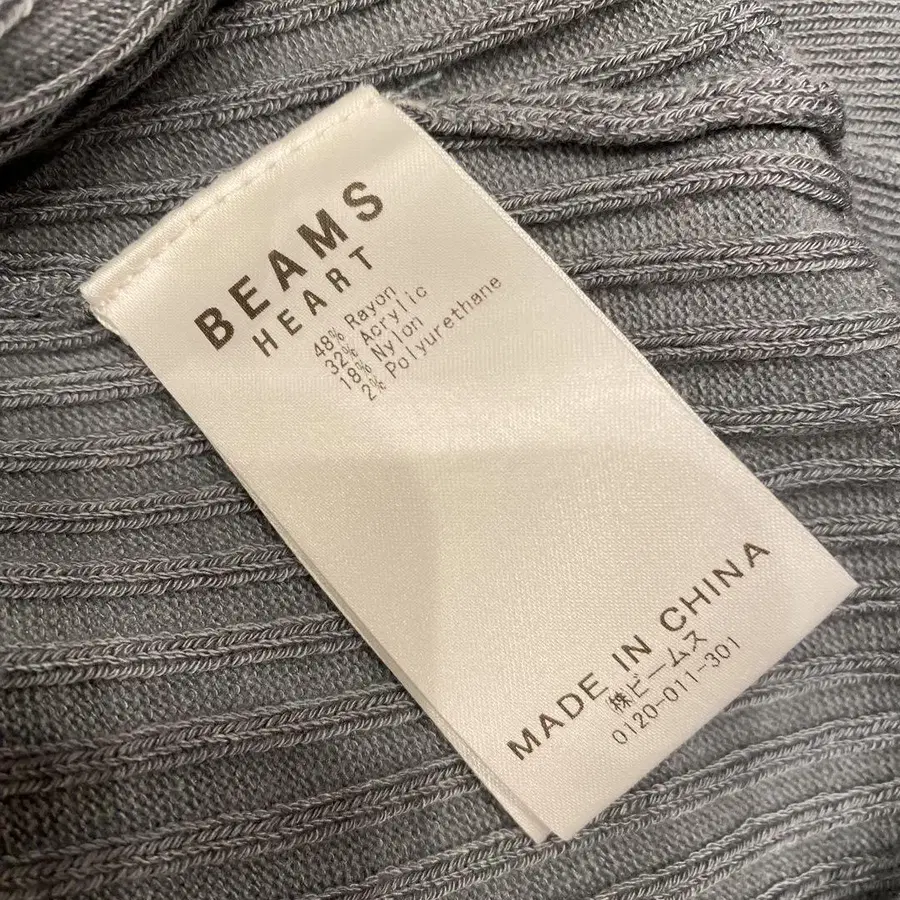 BEAMS
HEART
48% Rayon
32% Acrylic
18% Nylon
2% Polyurethane
MADE IN CHINA
㈱ビームス
0120-011-301